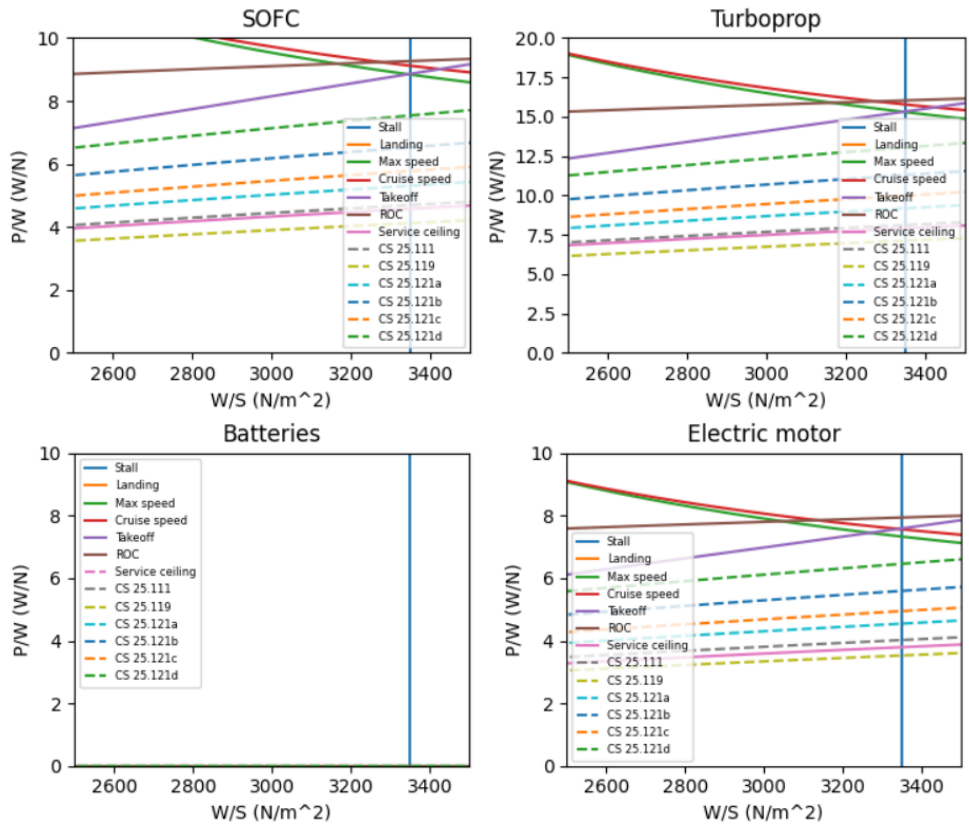 SOFC
10
8
6
4
2
0
P/W (W/N)
2600 2800 3000 3200 3400
W/S (N/m^2)
Stall
Landing
Max speed
Cruise speed
Takeoff
ROC
Service ceiling
CS 25.111
CS 25.119
CS 25.121a
CS 25.121b
CS 25.121c
CS 25.121d
Turboprop
20.0
17.5
15.0
12.5
10.0
7.5
5.0
2.5
0.0
P/W (W/N)
2600 2800 3000 3200 3400
W/S (N/m^2)
Stall
Landing
Max speed
Cruise speed
Takeoff
ROC
Service ceiling
CS 25.111
CS 25.119
CS 25.121a
CS 25.121b
CS 25.121c
CS 25.121d
Batteries
10
8
6
4
2
0
P/W (W/N)
2600 2800 3000 3200 3400
W/S (N/m^2)
Stall
Landing
Max speed
Cruise speed
Takeoff
ROC
Service ceiling
CS 25.111
CS 25.119
CS 25.121a
CS 25.121b
CS 25.121c
CS 25.121d
Electric motor
10
8
6
4
2
0
P/W (W/N)
2600 2800 3000 3200 3400
W/S (N/m^2)
Stall
Landing
Max speed
Cruise speed
Takeoff
ROC
Service ceiling
CS 25.111
CS 25.119
CS 25.121a
CS 25.121b
CS 25.121c
CS 25.121d